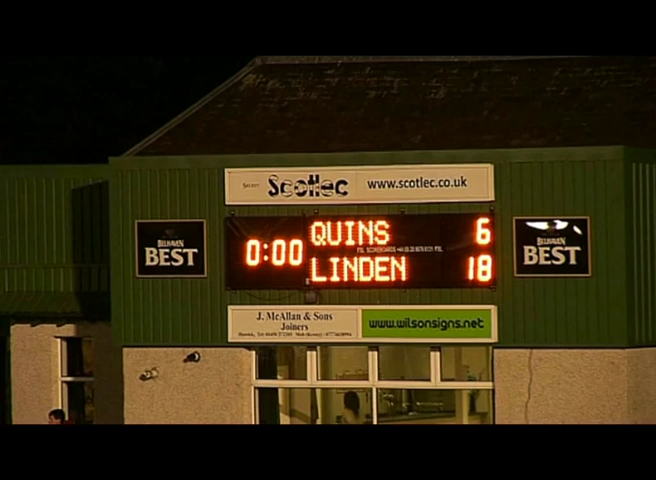 SELECT Scotlec www.scotlec.co.uk
BELHAVEN
BEST
0:00
QUINS 6
LINDEN 18
BELHAVEN
BEST
J. McAllan & Sons
Joiners
www.wilsonsigns.net